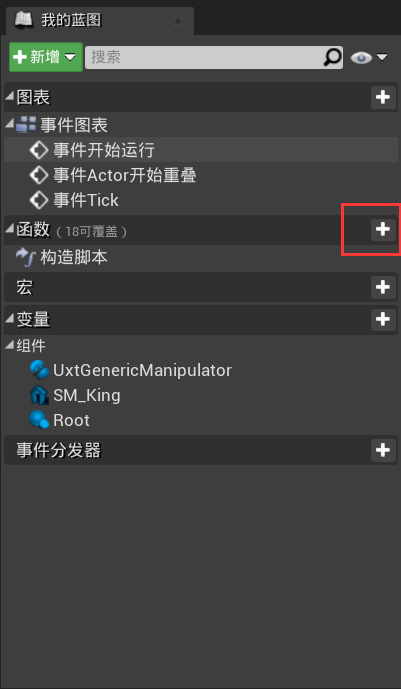 我的蓝图
新增 搜索
图表
事件图表
事件开始运行
事件Actor开始重叠
事件Tick
函数 (18可覆盖)
构造脚本
宏
变量
组件
UxtGenericManipulator
SM_King
Root
事件分发器